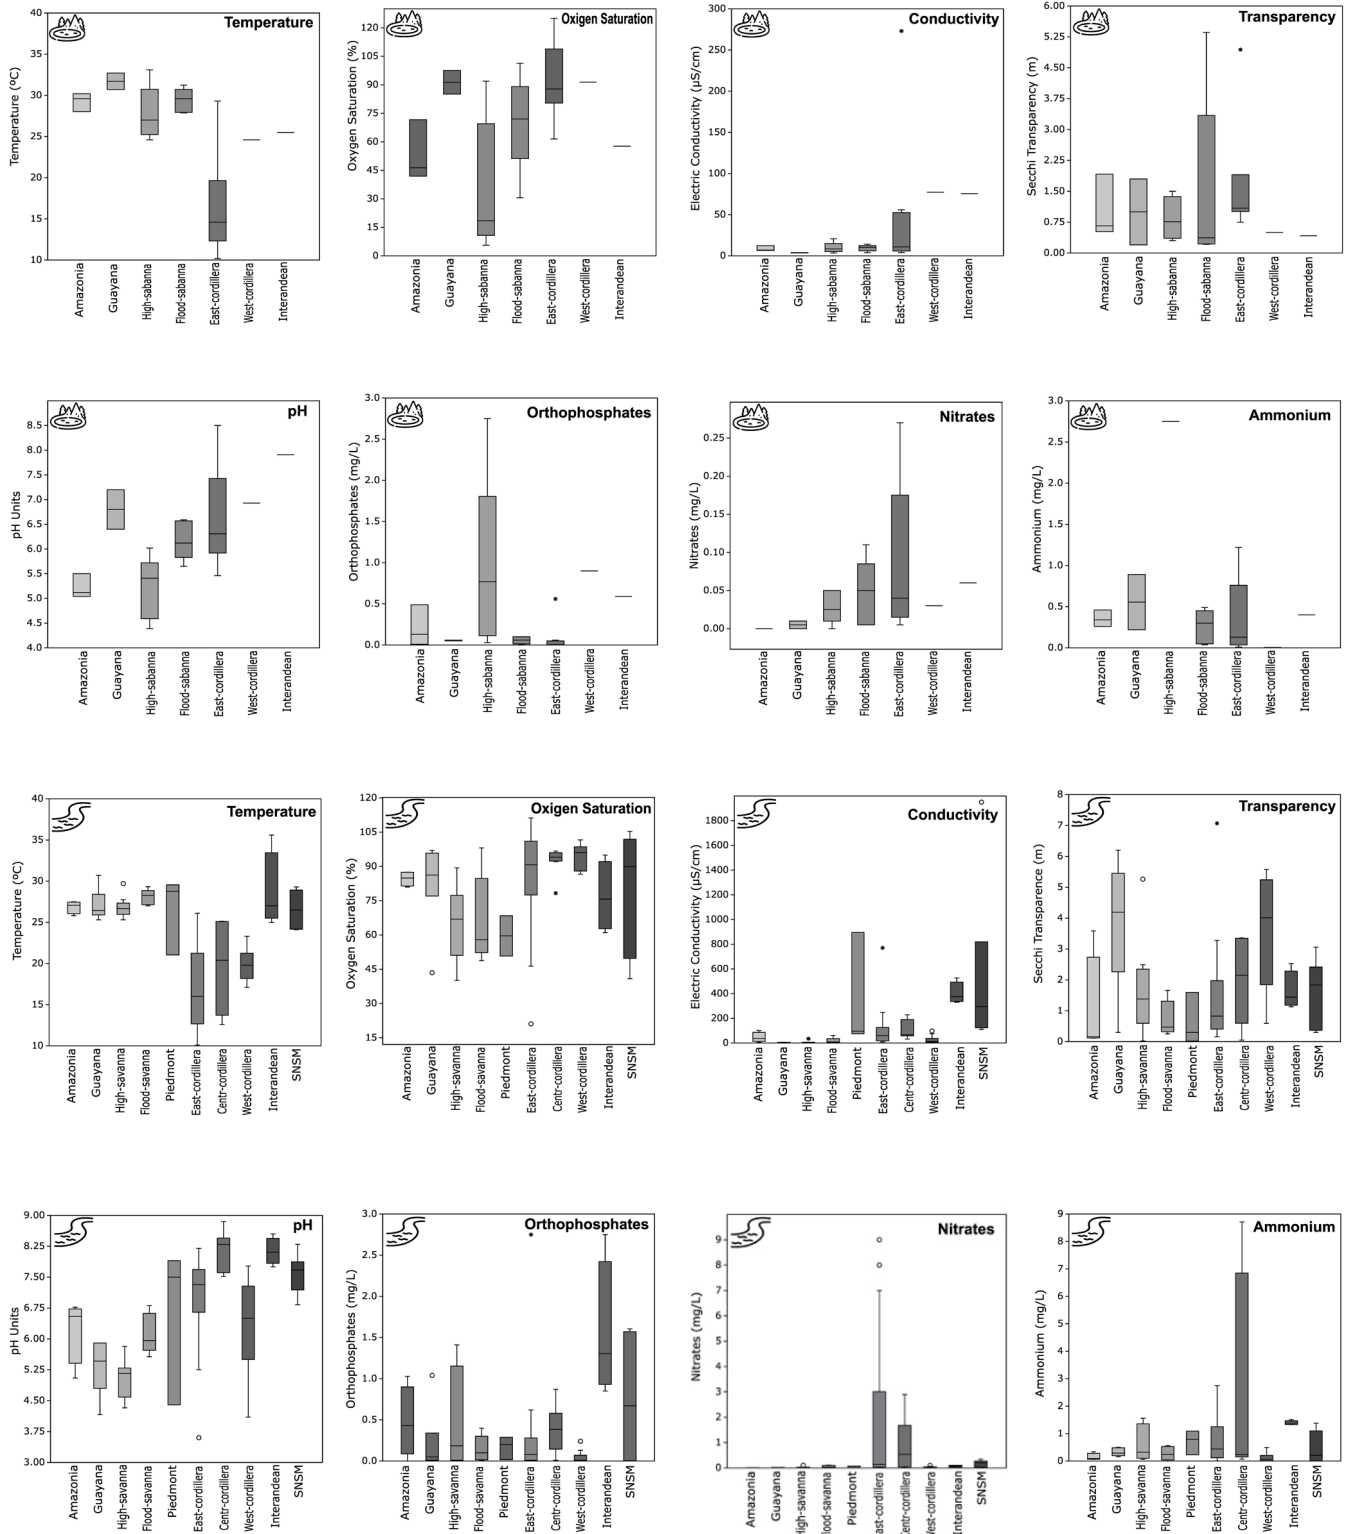 Temperature
Temperature (ºC)
40
35
30
25
20
15
10
Amazonia
Guayana
High-sabanna
Flood-sabanna
East-cordillera
West-cordillera
Interandean
Oxigen Saturation
Oxygen Saturation (%)
120
105
90
75
60
45
30
15
0
Amazonia
Guayana
High-sabanna
Flood-sabanna
East-cordillera
West-cordillera
Interandean
Conductivity
Electric Conductivity (µS/cm)
300
250
200
150
100
50
0
Amazonia
Guayana
High-sabanna
Flood-sabanna
East-cordillera
West-cordillera
Interandean
Transparency
Secchi Transparency (m)
6.00
5.25
4.50
3.75
3.00
2.25
1.50
0.75
0.00
Amazonia
Guayana
High-sabanna
Flood-sabanna
East-cordillera
West-cordillera
Interandean
pH
pH Units
8.5
8.0
7.5
7.0
6.5
6.0
5.5
5.0
4.5
4.0
Amazonia
Guayana
High-sabanna
Flood-sabanna
East-cordillera
West-cordillera
Interandean
Orthophosphates
Orthophosphates (mg/L)
3.0
2.5
2.0
1.5
1.0
0.5
0.0
Amazonia
Guayana
High-sabanna
Flood-sabanna
East-cordillera
West-cordillera
Interandean
Nitrates
Nitrates (mg/L)
0.25
0.20
0.15
0.10
0.05
0.00
Amazonia
Guayana
High-sabanna
Flood-sabanna
East-cordillera
West-cordillera
Interandean
Ammonium
Ammonium (mg/L)
3.0
2.5
2.0
1.5
1.0
0.5
0.0
Amazonia
Guayana
High-sabanna
Flood-sabanna
East-cordillera
West-cordillera
Interandean
Temperature
Temperature (ºC)
40
35
30
25
20
15
10
Amazonia
Guayana
High-savanna
Flood-savanna
Piedmont
East-cordillera
Centr-cordillera
West-cordillera
Interandean
SNSM
Oxigen Saturation
Oxygen Saturation (%)
120
105
90
75
60
45
30
15
Amazonia
Guayana
High-savanna
Flood-savanna
Piedmont
East-cordillera
Centr-cordillera
West-cordillera
Interandean
SNSM
Conductivity
Electric Conductivity (µS/cm)
1800
1600
1400
1200
1000
800
600
400
200
0
Amazonia
Guayana
High-savanna
Flood-savanna
Piedmont
East-cordillera
Centr-cordillera
West-cordillera
Interandean
SNSM
Transparency
Secchi Transparence (m)
8
7
6
5
4
3
2
1
0
Amazonia
Guayana
High-savanna
Flood-savanna
Piedmont
East-cordillera
Centr-cordillera
West-cordillera
Interandean
SNSM
pH
pH Units
9.00
8.25
7.50
6.75
6.00
5.25
4.50
3.75
3.00
Amazonia
Guayana
High-savanna
Flood-savanna
Piedmont
East-cordillera
Centr-cordillera
West-cordillera
Interandean
SNSM
Orthophosphates
Orthophosphates (mg/L)
3.0
2.5
2.0
1.5
1.0
0.5
0.0
Amazonia
Guayana
High-savanna
Flood-savanna
Piedmont
East-cordillera
Centr-cordillera
West-cordillera
Interandean
SNSM
Nitrates
Nitrates (mg/L)
9
8
7
6
5
4
3
2
1
0
Amazonia
Guayana
High-savanna
lood-savanna
Piedmont
ast-cordillera
entr-cordillera
est-cordillera
Interandean
SNSM
Ammonium
Ammonium (mg/L)
9
8
7
6
5
4
3
2
1
0
Amazonia
Guayana
High-savanna
Flood-savanna
Piedmont
East-cordillera
Centr-cordillera
West-cordillera
Interandean
SNSM